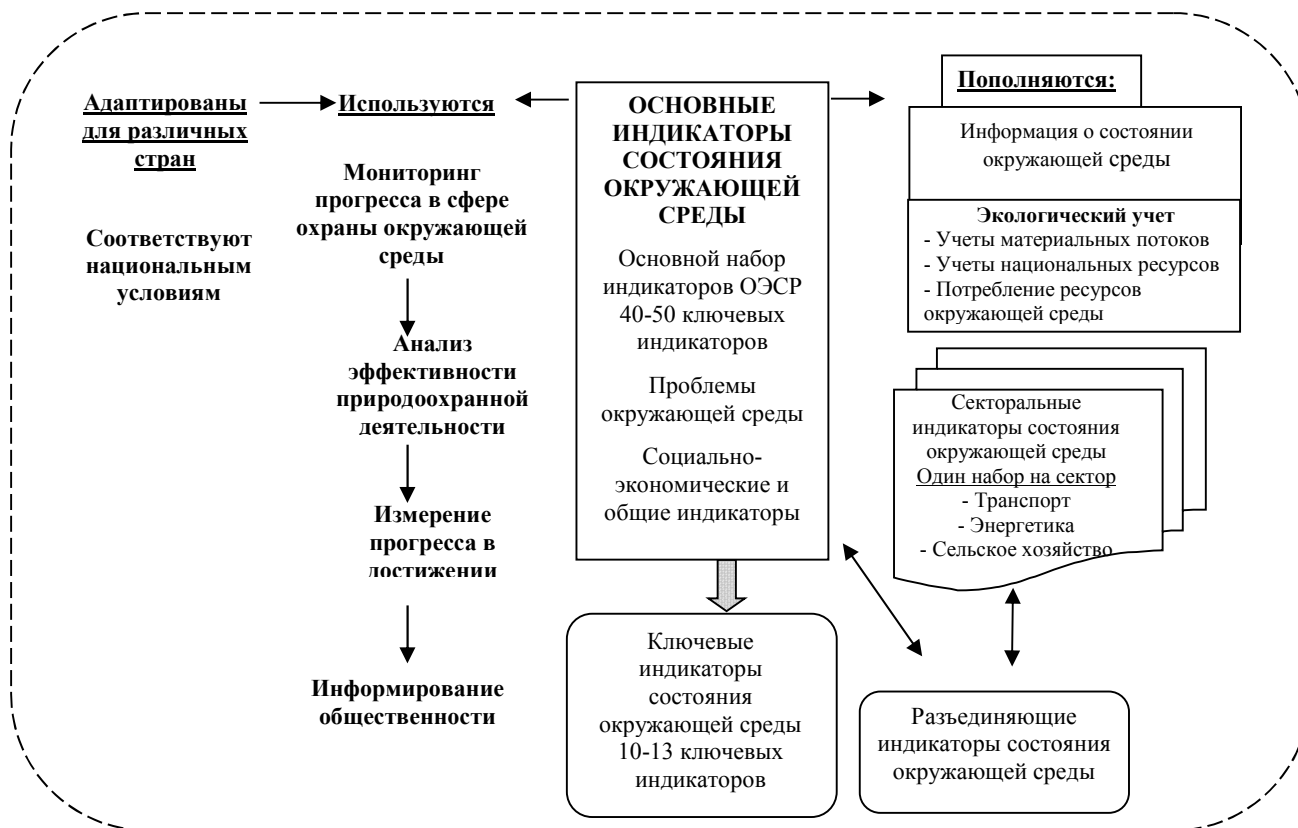 Адаптированы
для различных
стран
Соответствуют
национальным
условиям
Используются
Мониторинг
прогресса в сфере
охраны окружающей
среды
Анализ
эффективности
природоохранной
деятельности
Измерение
прогресса в
достижении
Информирование
общественности
ОСНОВНЫЕ
ИНДИКАТОРЫ
СОСТОЯНИЯ
ОКРУЖАЮЩЕЙ
СРЕДЫ
Основной набор
индикаторов ОЭСР
40-50 ключевых
индикаторов
Проблемы
окружающей среды
Социально-
экономические и
общие индикаторы
Ключевые
индикаторы
состояния
окружающей среды
10-13 ключевых
индикаторов
Пополняются:
Информация о состоянии
окружающей среды
Экологический учет
- Учеты материальных потоков
- Учеты национальных ресурсов
- Потребление ресурсов
окружающей среды
Секторальные
индикаторы состояния
окружающей среды
Один набор на сектор
- Транспорт
- Энергетика
- Сельское хозяйство
Разъединяющие
индикаторы состояния
окружающей среды